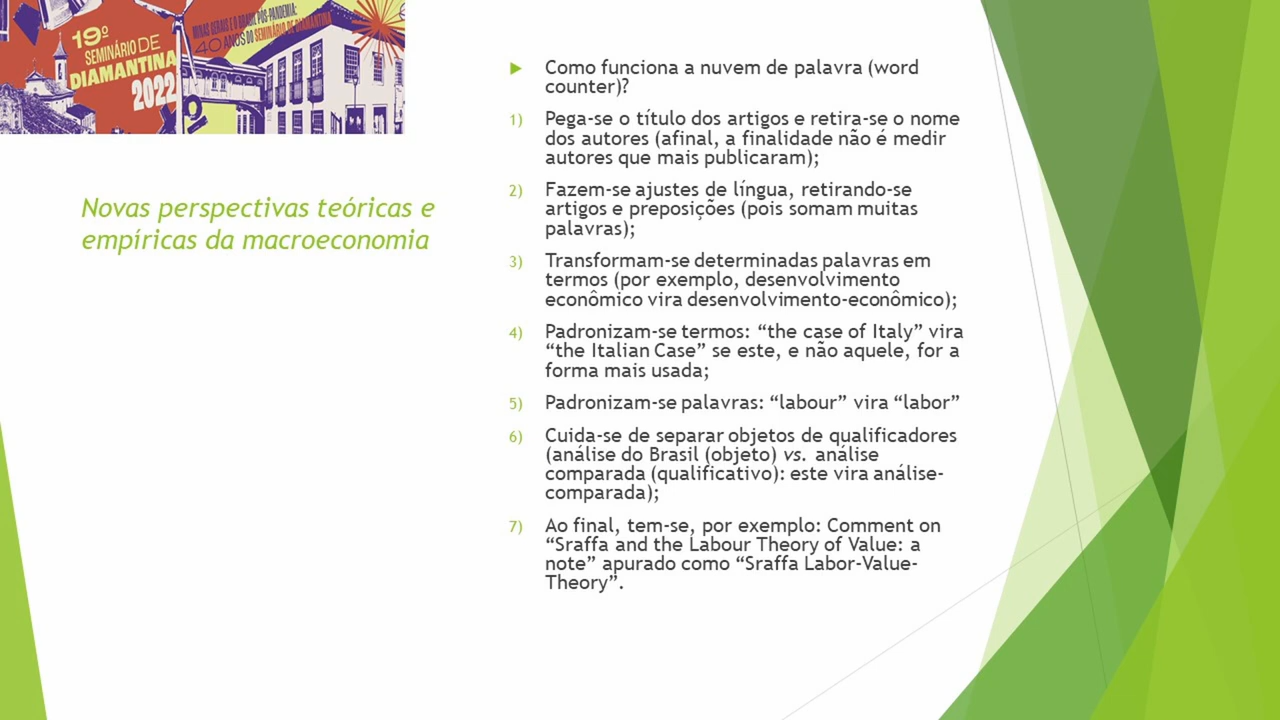 19º
SEMINÁRIO DE
DIAMANTINA
2022
MINAS GERAIS E O BRASIL PÓS-PANDEMIA:
40 ANOS DO SEMINÁRIO DE DIAMANTINA
Novas perspectivas teóricas e
empíricas da macroeconomia
Como funciona a nuvem de palavra (word
counter)?
1) Pega-se o título dos artigos e retira-se o nome
dos autores (afinal, a finalidade não é medir
autores que mais publicaram);
2) Fazem-se ajustes de língua, retirando-se
artigos e preposições (pois somam muitas
palavras);
3) Transformam-se determinadas palavras em
termos (por exemplo, desenvolvimento
econômico vira desenvolvimento-econômico);
4) Padronizam-se termos: “the case of Italy” vira
“the Italian Case” se este, e não aquele, for a
forma mais usada;
5) Padronizam-se palavras: “labour” vira “labor”
6) Cuida-se de separar objetos de qualificadores
(análise do Brasil (objeto) vs. análise
comparada (qualificativo): este vira análise-
comparada);
7) Ao final, tem-se, por exemplo: Comment on
“Sraffa and the Labour Theory of Value: a
note” apurado como “Sraffa Labor-Value-
Theory”.